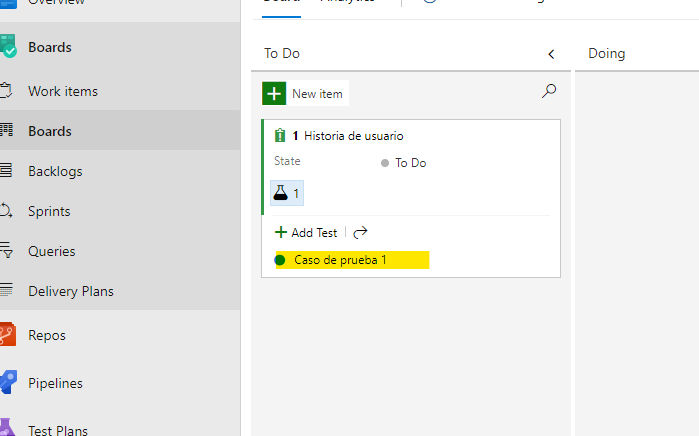 Overview
Boards
Work items
Boards
Backlogs
Sprints
Queries
Delivery Plans
Repos
Pipelines
Test Plans
Board Analytics
To Do
Doing
New item
1 Historia de usuario
State To Do
1
Add Test
Caso de prueba 1